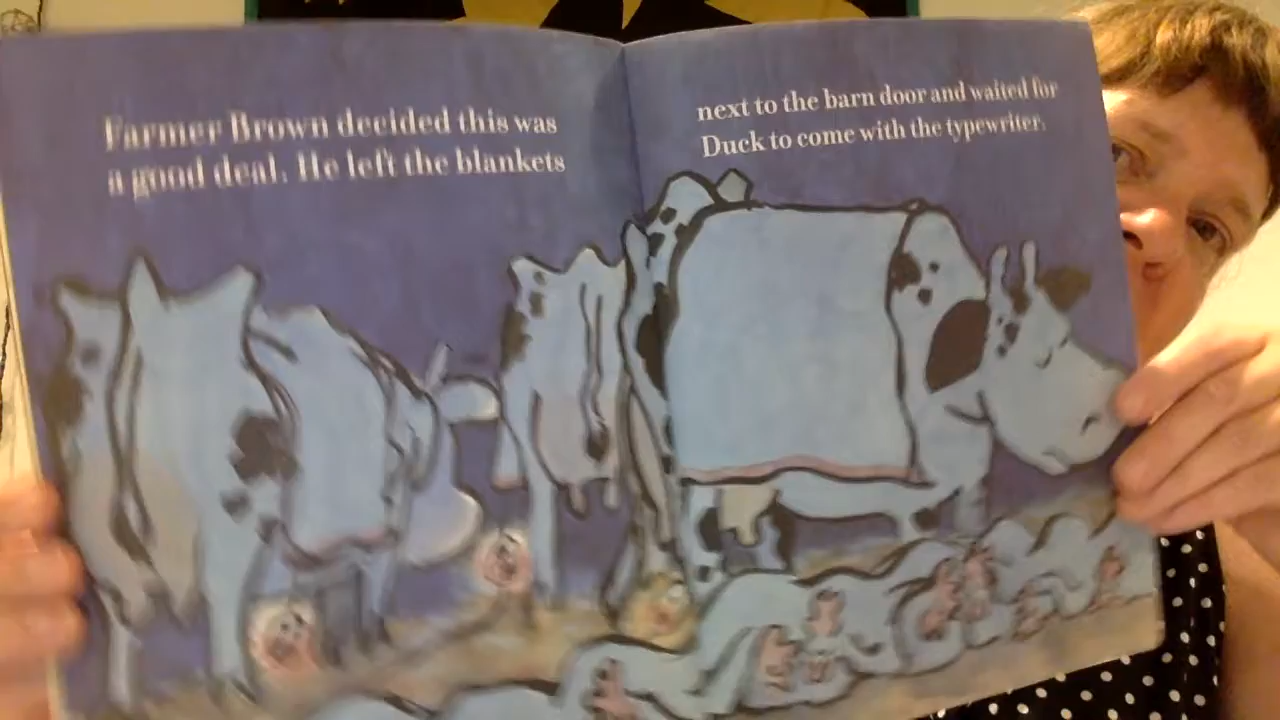 Farmer Brown decided this was
a good deal. He left the blankets
next to the barn door and waited for
Duck to come with the typewriter.